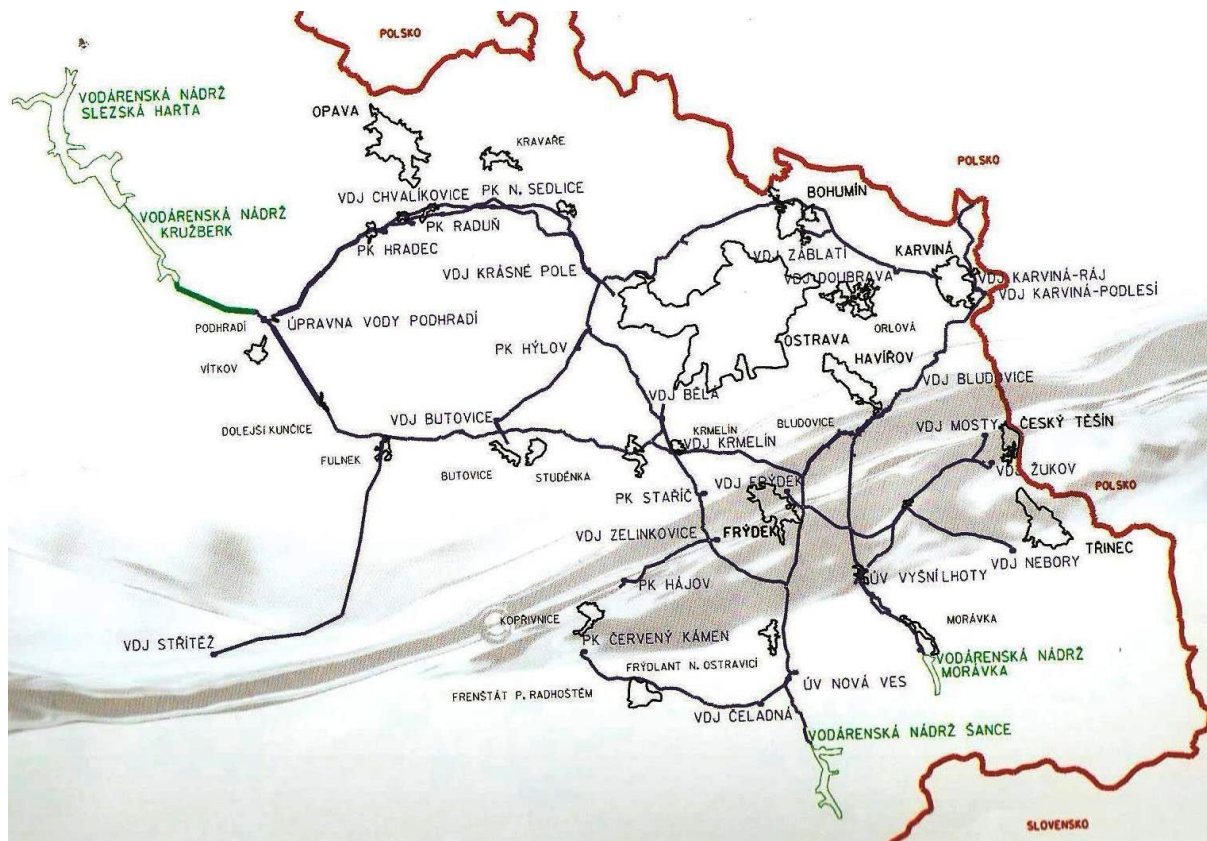 POLSKO
VODÁRENSKÁ NÁDRŽ
SLEZSKÁ HARTA
OPAVA
KRAVAŘE
POLSKO
VDJ CHVALÍKOVICE
PK N. SEDLICE
BOHUMÍN
VODÁRENSKÁ NÁDRŽ
KRUŽBERK
PK RADUŇ
PK HRADEC
VDJ ZÁBLATÍ
KARVINÁ
VDJ KRÁSNÉ POLE
VDJ DOUBRAVA
VDJ KARVINÁ-RÁJ
VDJ KARVINÁ-PODLESÍ
PODHRADÍ
ÚPRAVNA VODY PODHRADÍ
ORLOVÁ
OSTRAVA
PK HÝLOV
HAVÍŘOV
VÍTKOV
VDJ BLUDOVICE
VDJ BĚLÁ
VDJ BUTOVICE
DOLEJŠÍ KUNČICE
KRMELÍN
BLUDOVICE
VDJ MOSTY
ČESKÝ TĚŠÍN
VDJ KRMELÍN
FULNEK
BUTOVICE
STUDÉNKA
VDJ ŽUKOV
PK STAŘÍČ
VDJ FRÝDEK
POLSKO
VDJ ZELINKOVICE
FRÝDEK
TŘINEC
VDJ NEBORY
PK HÁJOV
ÚV VYŠNÍ LHOTY
KOPŘIVNICE
MORÁVKA
VDJ STŘÍTĚŽ
PK ČERVENÝ KÁMEN
VODÁRENSKÁ NÁDRŽ
MORÁVKA
FRÝDLANT N. OSTRAVICÍ
ÚV NOVÁ VES
FRENŠTÁT P. RADHOŠTĚM
VDJ ČELADNÁ
VODÁRENSKÁ NÁDRŽ ŠANCE
SLOVENSKO